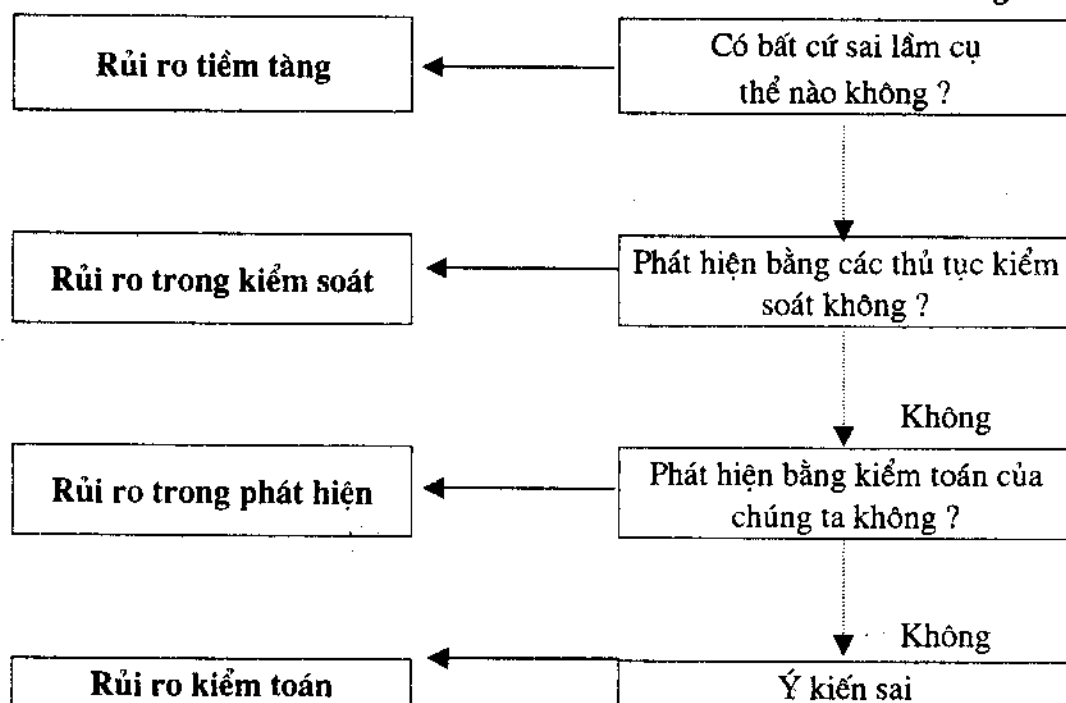 Rủi ro tiềm tàng
Có bất cứ sai lầm cụ
thể nào không ?
Rủi ro trong kiểm soát
Phát hiện bằng các thủ tục kiểm
soát không ?
Không
Rủi ro trong phát hiện
Phát hiện bằng kiểm toán của
chúng ta không ?
Không
Rủi ro kiểm toán
Ý kiến sai